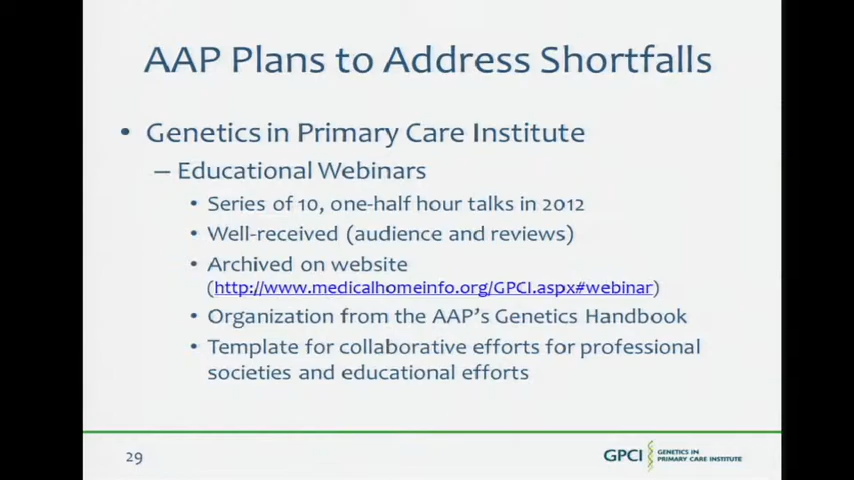 AAP Plans to Address Shortfalls
• Genetics in Primary Care Institute
– Educational Webinars
• Series of 10, one-half hour talks in 2012
• Well-received (audience and reviews)
• Archived on website
(http://www.medicalhomeinfo.org/GPCI.aspx#webinar)
• Organization from the AAP's Genetics Handbook
• Template for collaborative efforts for professional
societies and educational efforts
29
GPCI
GENETICS IN
PRIMARY CARE INSTITUTE